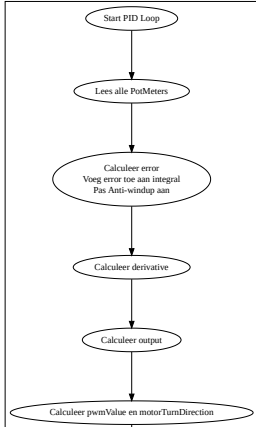 Start PID Loop
Lees alle PotMeters
Calculeer error
Voeg error toe aan integral
Pas Anti-windup aan
Calculeer derivative
Calculeer output
Calculeer pwmValue en motorTurnDirection